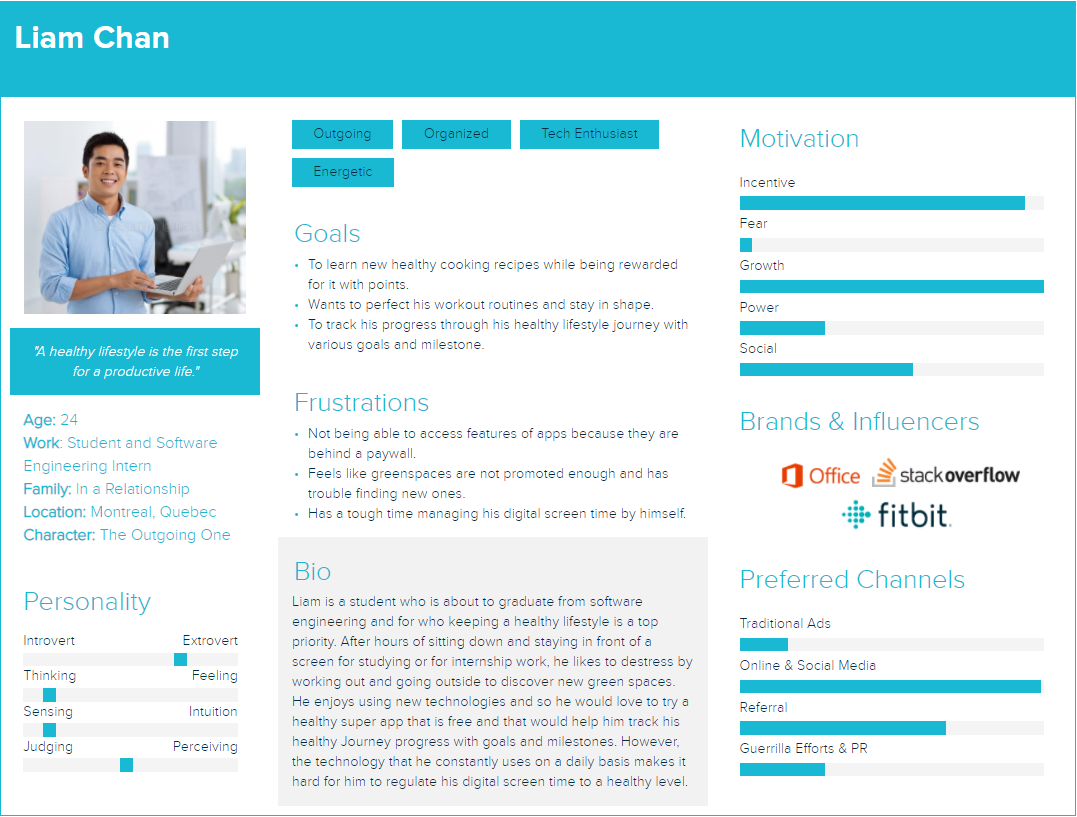 Liam Chan
"A healthy lifestyle is the first step
for a productive life."
Age: 24
Work: Student and Software
Engineering Intern
Family: In a Relationship
Location: Montreal, Quebec
Character: The Outgoing One
Personality
Introvert Extrovert
Thinking Feeling
Sensing Intuition
Judging Perceiving
Outgoing Organized Tech Enthusiast
Energetic
Goals
• To learn new healthy cooking recipes while being rewarded
for it with points.
• Wants to perfect his workout routines and stay in shape.
• To track his progress through his healthy lifestyle journey with
various goals and milestone.
Frustrations
• Not being able to access features of apps because they are
behind a paywall.
• Feels like greenspaces are not promoted enough and has
trouble finding new ones.
• Has a tough time managing his digital screen time by himself.
Bio
Liam is a student who is about to graduate from software
engineering and for who keeping a healthy lifestyle is a top
priority. After hours of sitting down and staying in front of a
screen for studying or for internship work, he likes to destress by
working out and going outside to discover new green spaces.
He enjoys using new technologies and so he would love to try a
healthy super app that is free and that would help him track his
healthy Journey progress with goals and milestones. However,
the technology that he constantly uses on a daily basis makes it
hard for him to regulate his digital screen time to a healthy level.
Motivation
Incentive
Fear
Growth
Power
Social
Brands & Influencers
Office stackoverflow
fitbit.
Preferred Channels
Traditional Ads
Online & Social Media
Referral
Guerrilla Efforts & PR